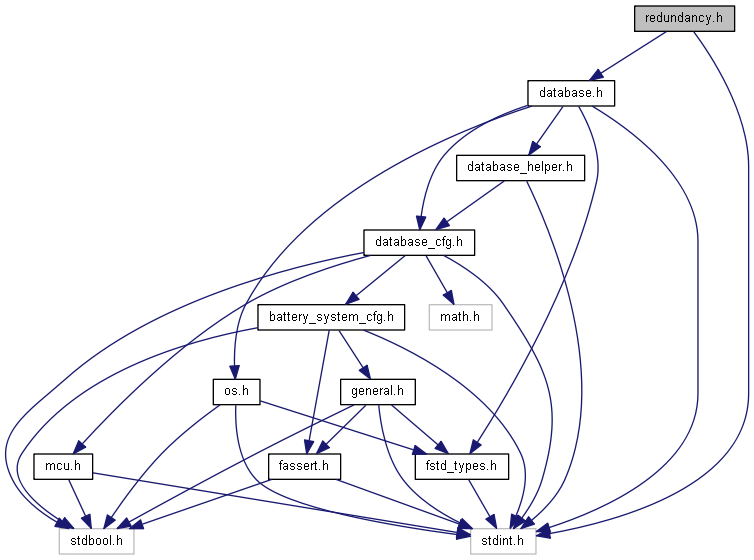 redundancy.h
database.h
database_helper.h
database_cfg.h
battery_system_cfg.h
math.h
os.h
general.h
mcu.h
fassert.h
fstd_types.h
stdbool.h
stdint.h